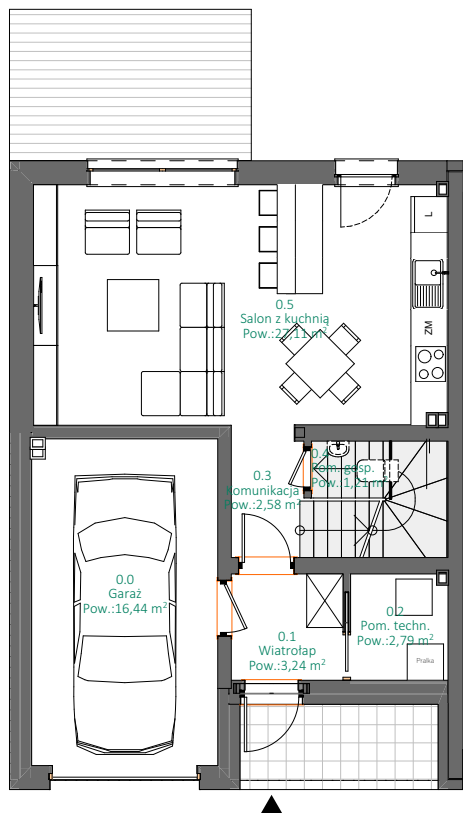 L
0.5
Salon z kuchnią
Pow.:27,11 m²
ZM
0.4
Pom. gosp.
Pow.:1,21 m²
0.3
Komunikacja
Pow.:2,58 m²
0.0
Garaż
Pow.:16,44 m²
0.2
Pom. techn.
Pow.:2,79 m²
0.1
Wiatrołap
Pow.:3,24 m²
Pralka